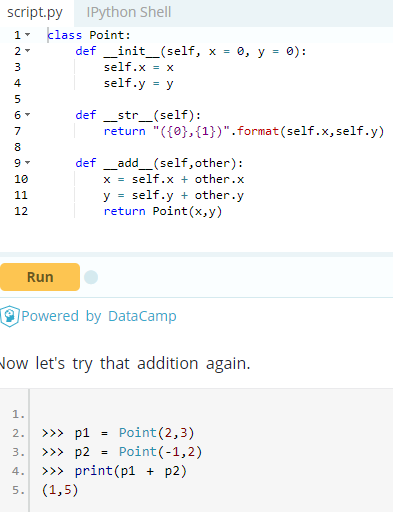 script.py IPython Shell
1 class Point:
2 def __init__(self, x = 0, y = 0):
3 self.x = x
4 self.y = y
5
6 def __str__(self):
7 return "({0},{1})".format(self.x,self.y)
8
9 def __add__(self,other):
10 x = self.x + other.x
11 y = self.y + other.y
12 return Point(x,y)
Run
Powered by DataCamp
Now let's try that addition again.
1.
2. >>> p1 = Point(2,3)
3. >>> p2 = Point(-1,2)
4. >>> print(p1 + p2)
5. (1,5)